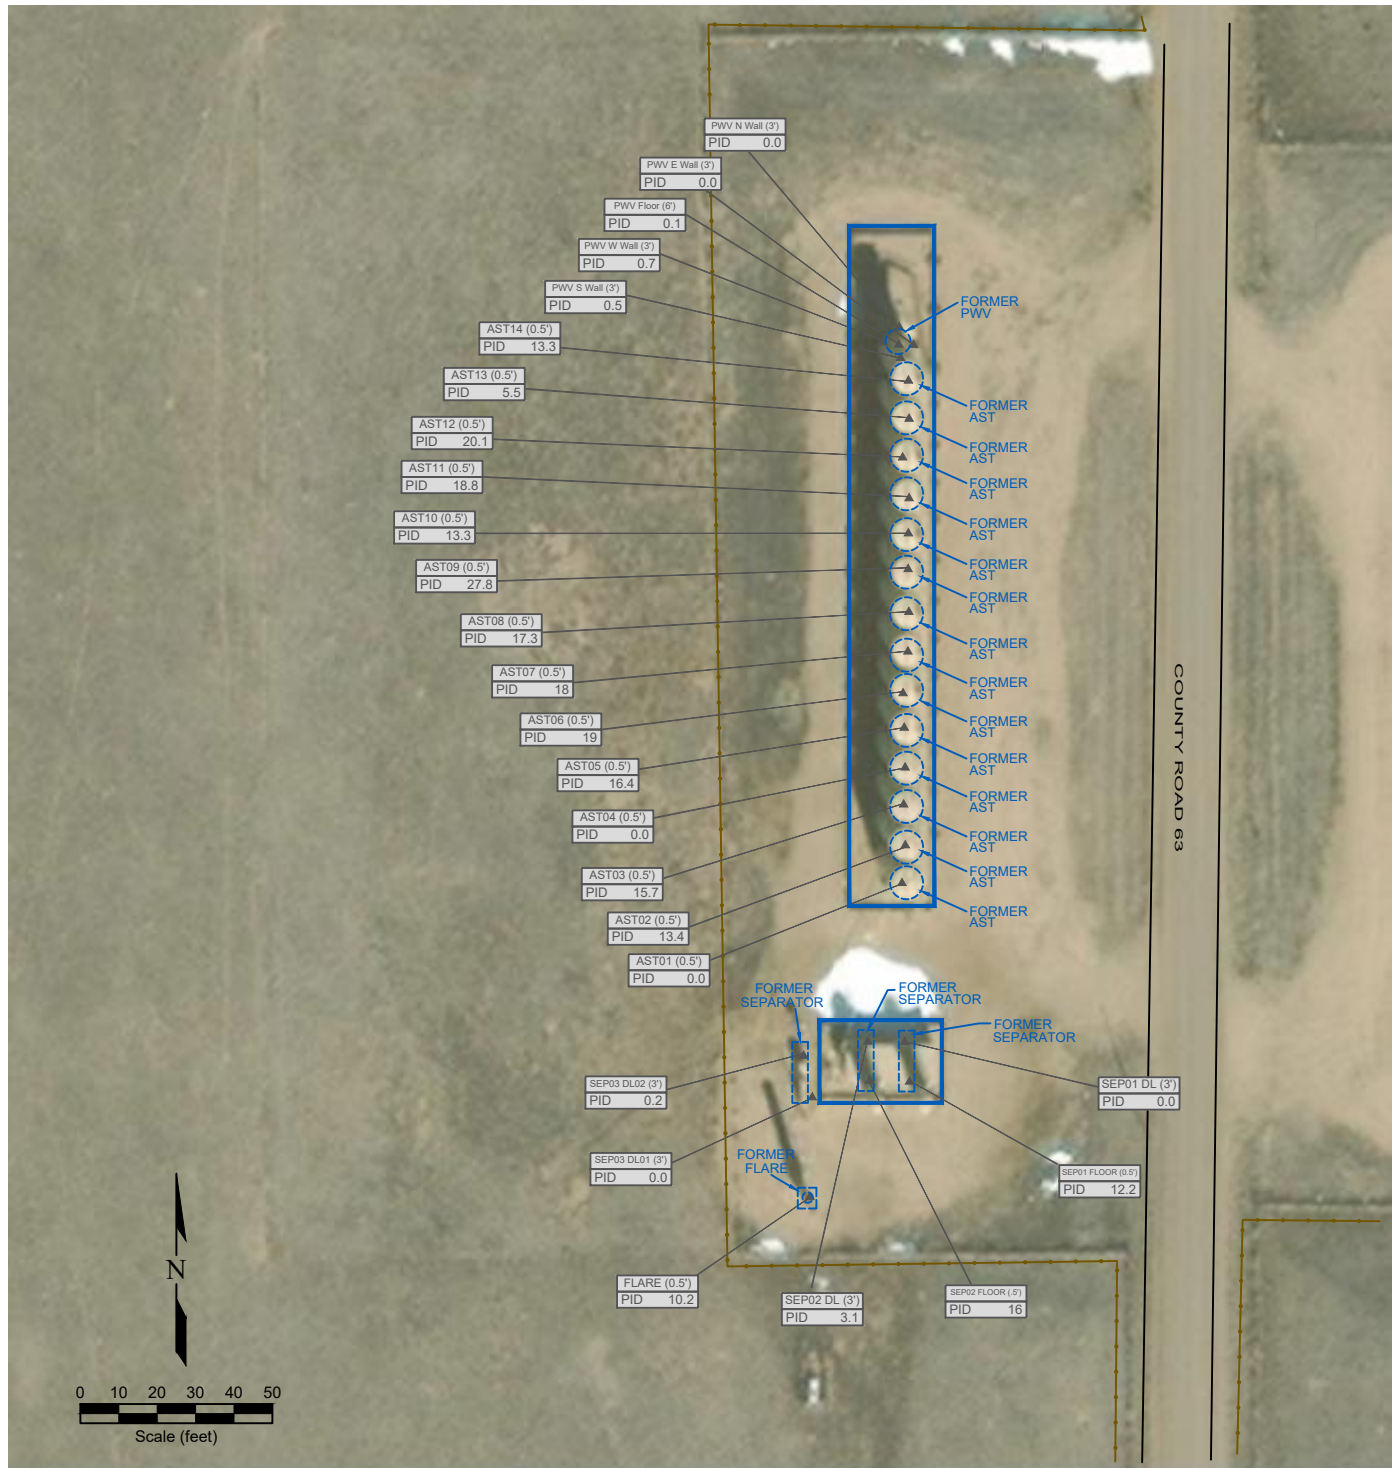 PWV N Wall (3')
PID 0.0
PWV E Wall (3')
PID 0.0
PWV Floor (6')
PID 0.1
PWV W Wall (3')
PID 0.7
PWV S Wall (3')
PID 0.5
AST14 (0.5')
PID 13.3
AST13 (0.5')
PID 5.5
AST12 (0.5')
PID 20.1
AST11 (0.5')
PID 18.8
AST10 (0.5')
PID 13.3
AST09 (0.5')
PID 27.8
AST08 (0.5')
PID 17.3
AST07 (0.5')
PID 18
AST06 (0.5')
PID 19
AST05 (0.5')
PID 16.4
AST04 (0.5')
PID 0.0
AST03 (0.5')
PID 15.7
AST02 (0.5')
PID 13.4
AST01 (0.5')
PID 0.0
FORMER
PWV
FORMER
AST
FORMER
AST
FORMER
AST
FORMER
AST
FORMER
AST
FORMER
AST
FORMER
AST
FORMER
AST
FORMER
AST
FORMER
AST
FORMER
AST
FORMER
AST
FORMER
AST
FORMER
AST
COUNTY ROAD 63
FORMER
SEPARATOR
FORMER
SEPARATOR
FORMER
SEPARATOR
SEP03 DL02 (3')
PID 0.2
SEP01 DL (3')
PID 0.0
SEP03 DL01 (3')
PID 0.0
FORMER
FLARE
SEP01 FLOOR (0.5')
PID 12.2
FLARE (0.5')
PID 10.2
SEP02 DL (3')
PID 3.1
SEP02 FLOOR (.5')
PID 16
N
0 10 20 30 40 50
Scale (feet)